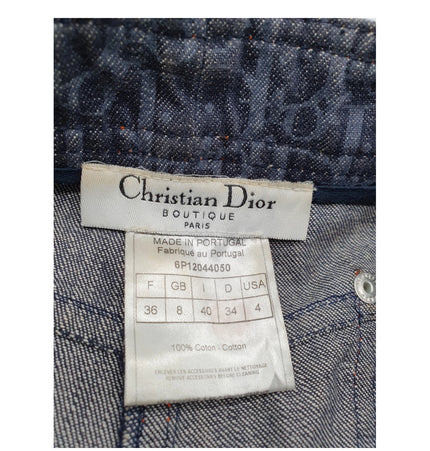 Christian Dior
BOUTIQUE
PARIS
MADE IN PORTUGAL
Fabriqué au Portugal
6P12044050
F GB I D USA
36 8 40 34 4
100% Coton - Cotton
ENLEVER LES ACCESSOIRES AVANT LE NETTOYAGE
REMOVE ACCESSORIES BEFORE CLEANING